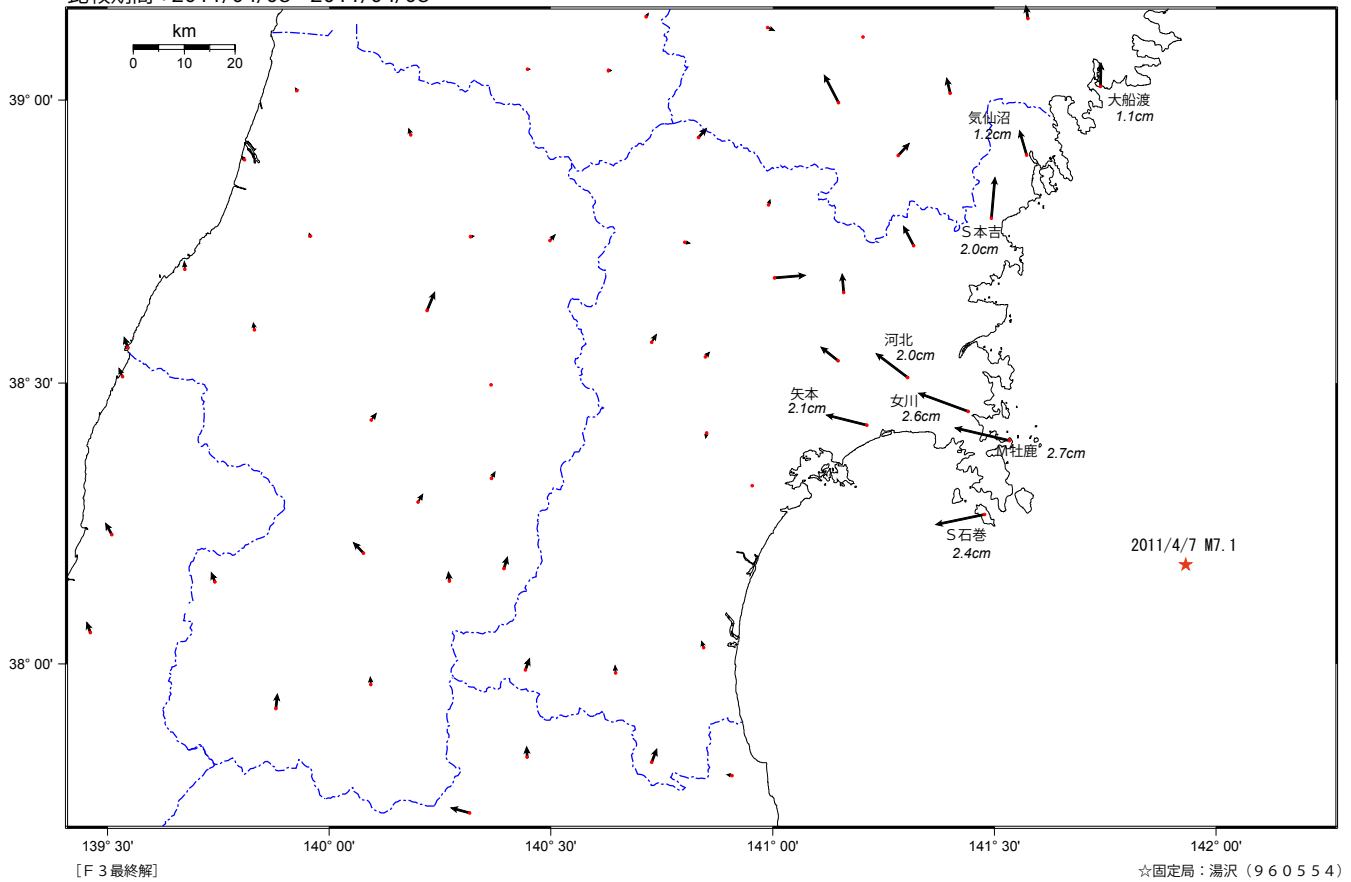 km
0 10 20
39° 00'
38° 30'
38° 00'
139° 30'
140° 00'
140° 30'
141° 00'
141° 30'
142° 00'
大船渡
1.1cm
気仙沼
1.2cm
S本吉
2.0cm
河北
2.0cm
矢本
2.1cm
女川
2.6cm
M牡鹿 2.7cm
S石巻
2.4cm
2011/4/7 M7.1
[F3最終解]
☆固定局：湯沢（960554）